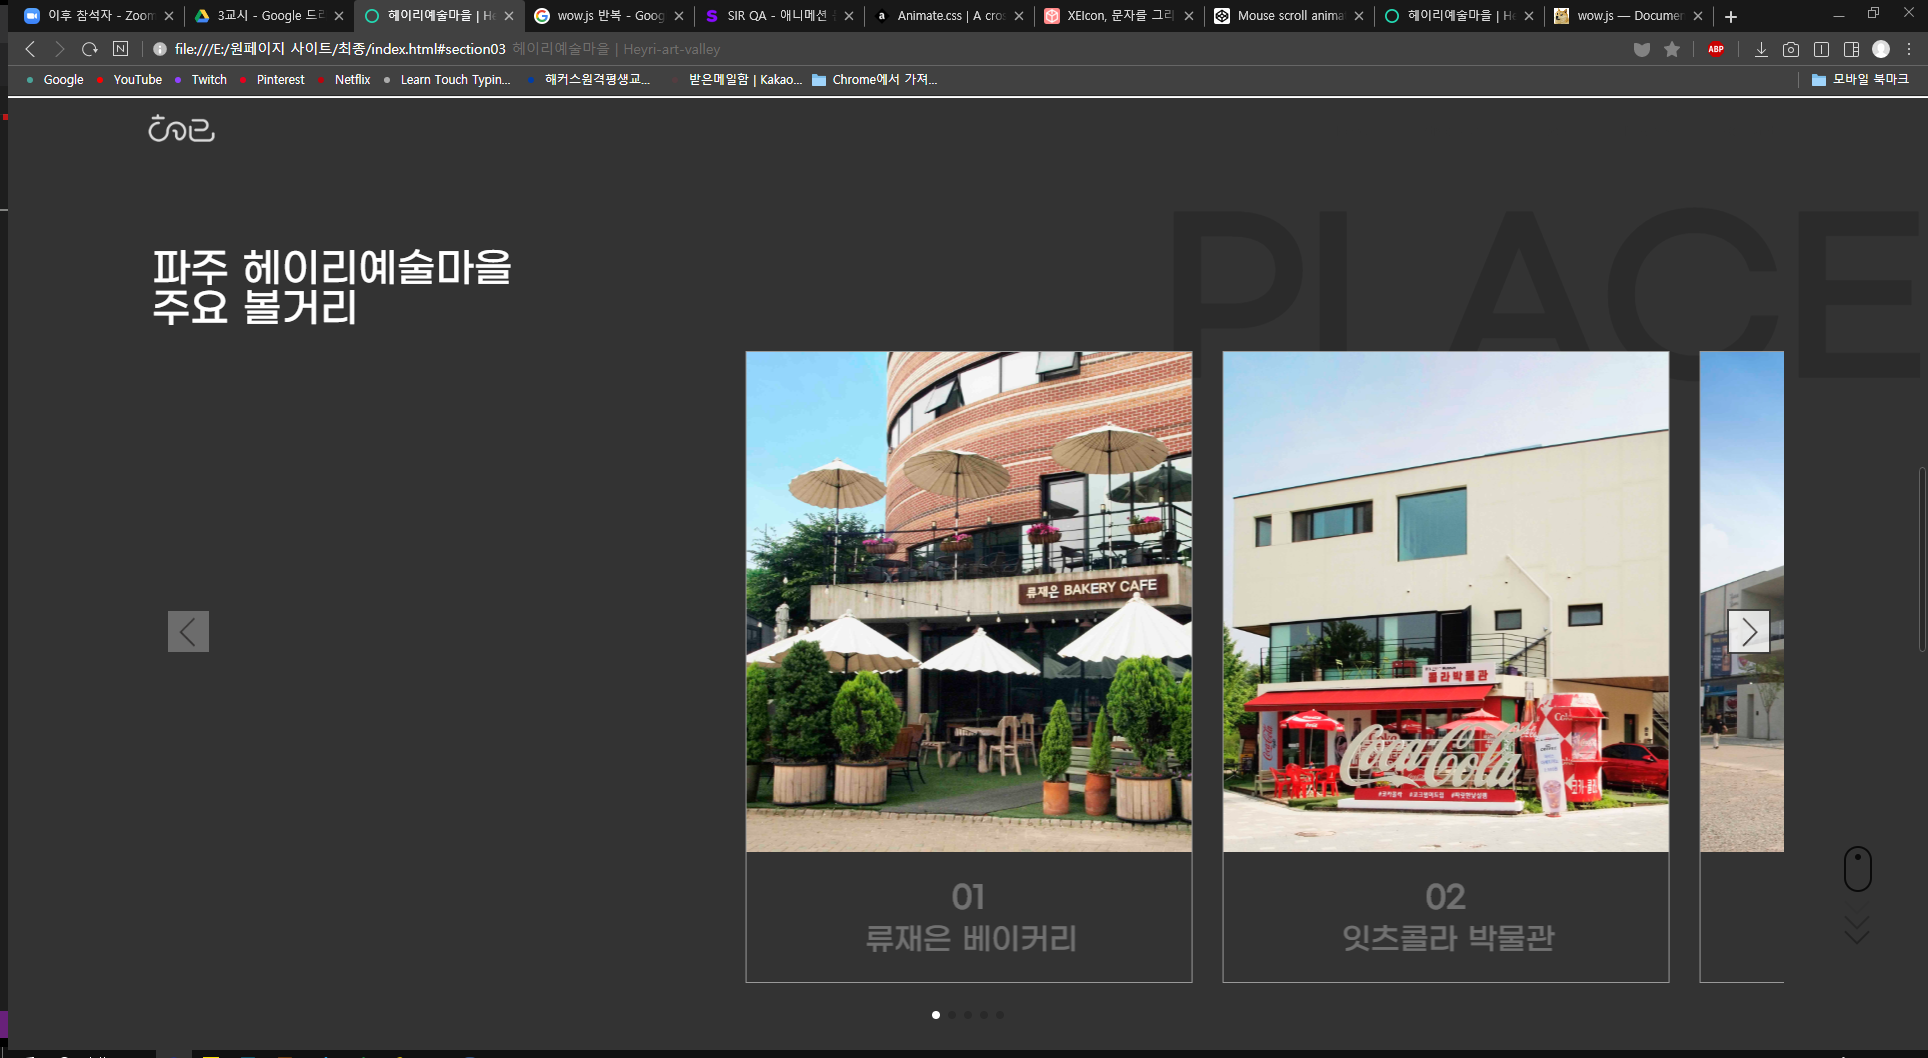 이후 참석자 - Zoom
3교시 - Google 드라
헤이리예술마을 | He
wow.js 반복 - Goog
SIR QA - 애니메션
Animate.css | A cros
XEIcon, 문자를 그리
Mouse scroll anima
헤이리예술마을 | He
wow.js — Documen
file:///E:/원페이지 사이트/최종/index.html#section03 헤이리예술마을 | Heyri-art-valley
ABP
Google
YouTube
Twitch
Pinterest
Netflix
Learn Touch Typin...
해커스원격평생교...
받은메일함 | Kakao...
Chrome에서 가져...
모바일 북마크
PLACE
파주 헤이리예술마을
주요 볼거리
류재은 BAKERY CAFE
콜라박물관
Coca-Cola
01
류재은 베이커리
02
잇츠콜라 박물관